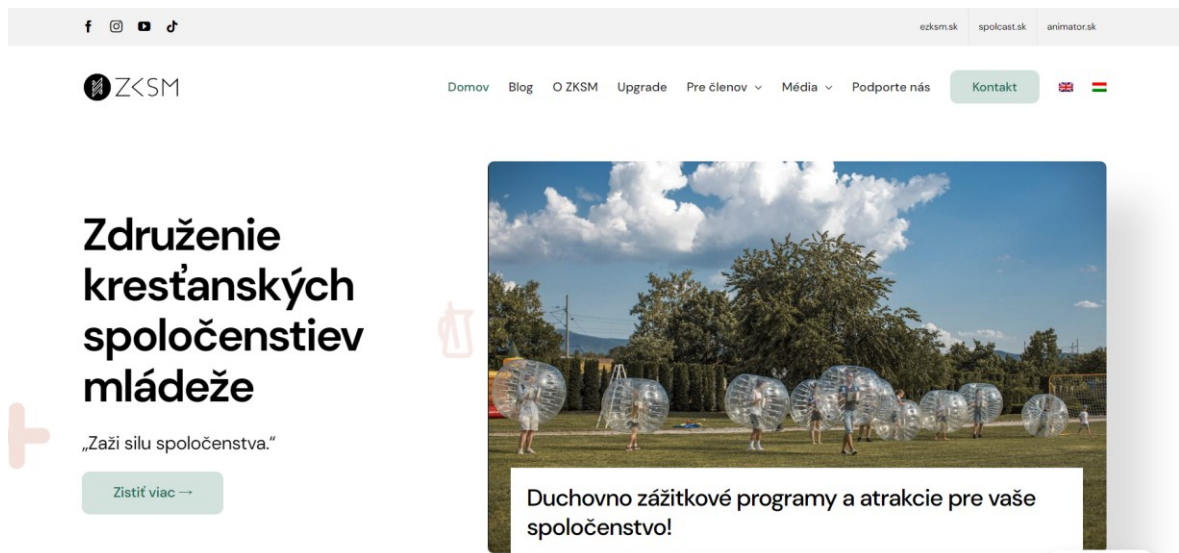 ezksm.sk spolcast.sk animator.sk
ZKSM
Domov Blog O ZKSM Upgrade Pre členov Média Podporte nás Kontakt
Združenie
kresťanských
spoločenstiev
mládeže
„Zaži silu spoločenstva.“
Zistiť viac →
Duchovno zážitkové programy a atrakcie pre vaše
spoločenstvo!